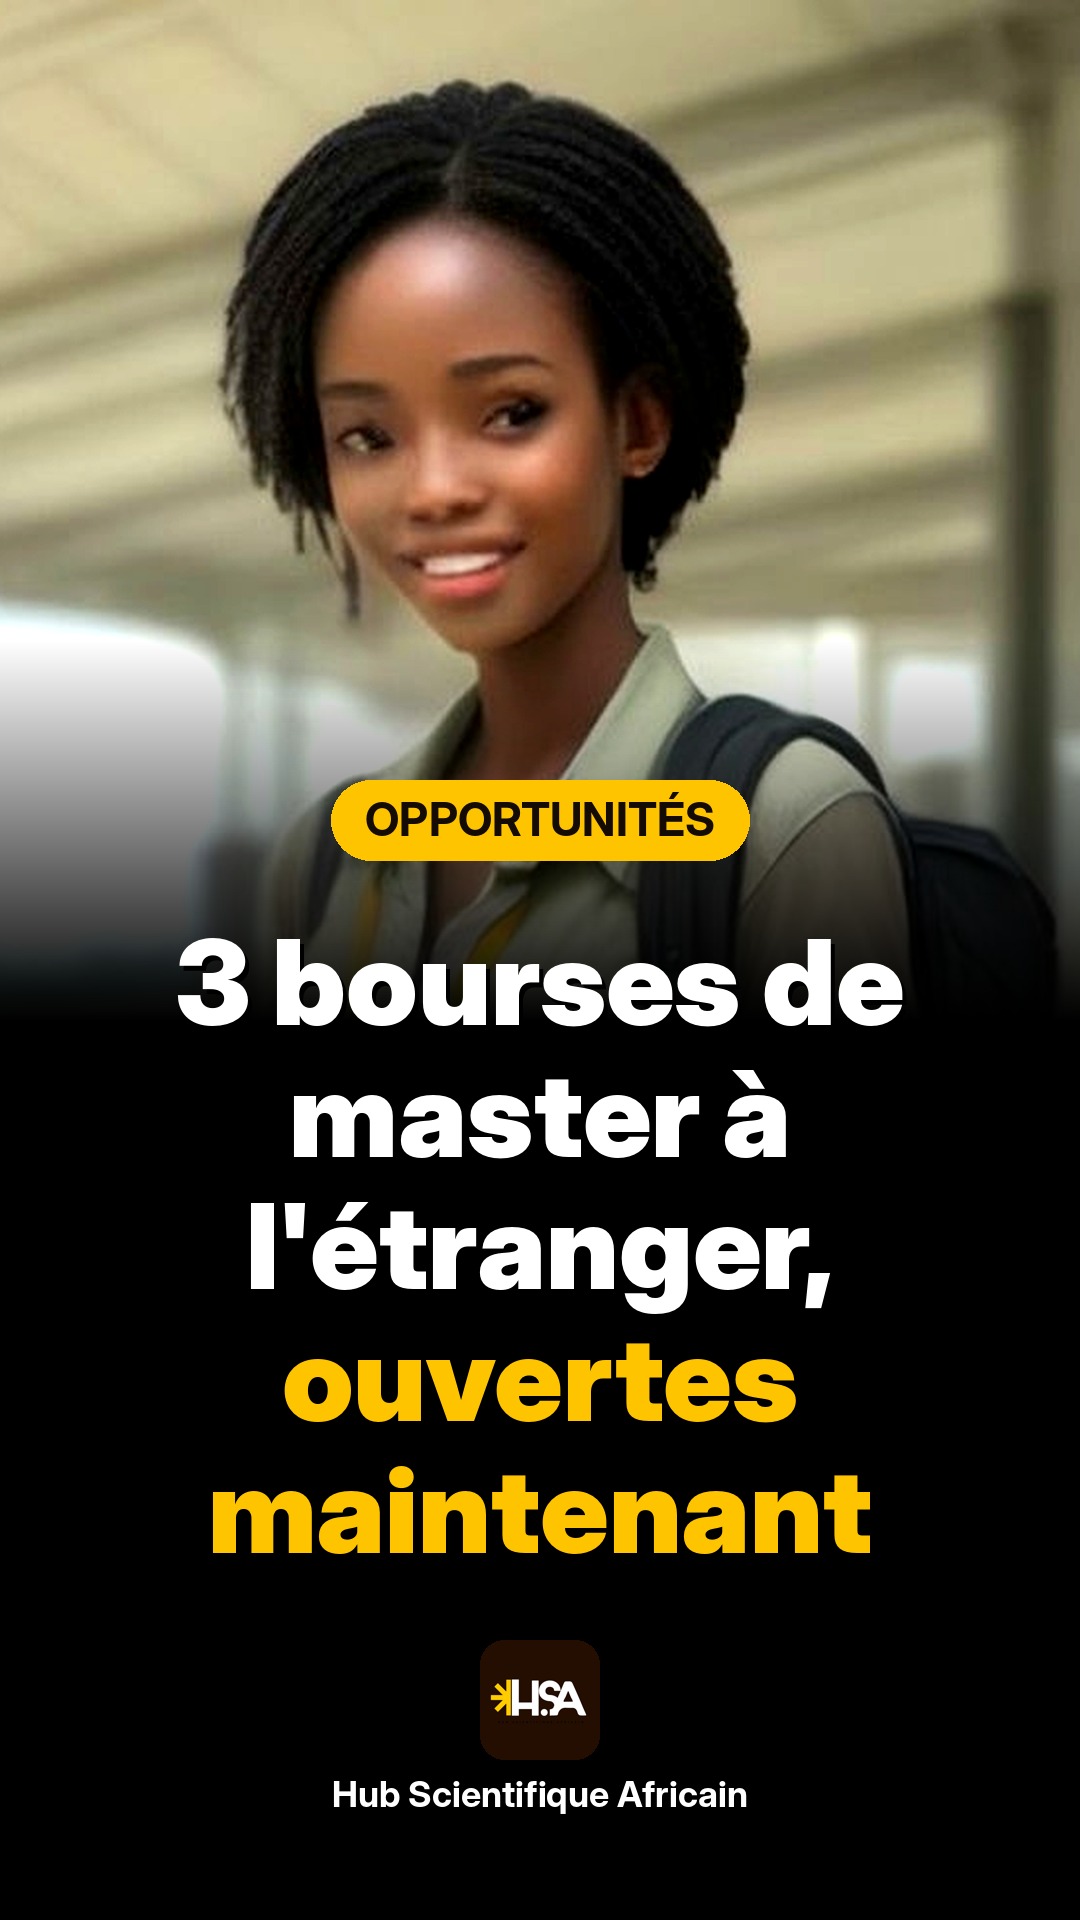 OPPORTUNITÉS
3 bourses de
master à
l'étranger,
ouvertes
maintenant
HSA
Hub Scientifique Africain